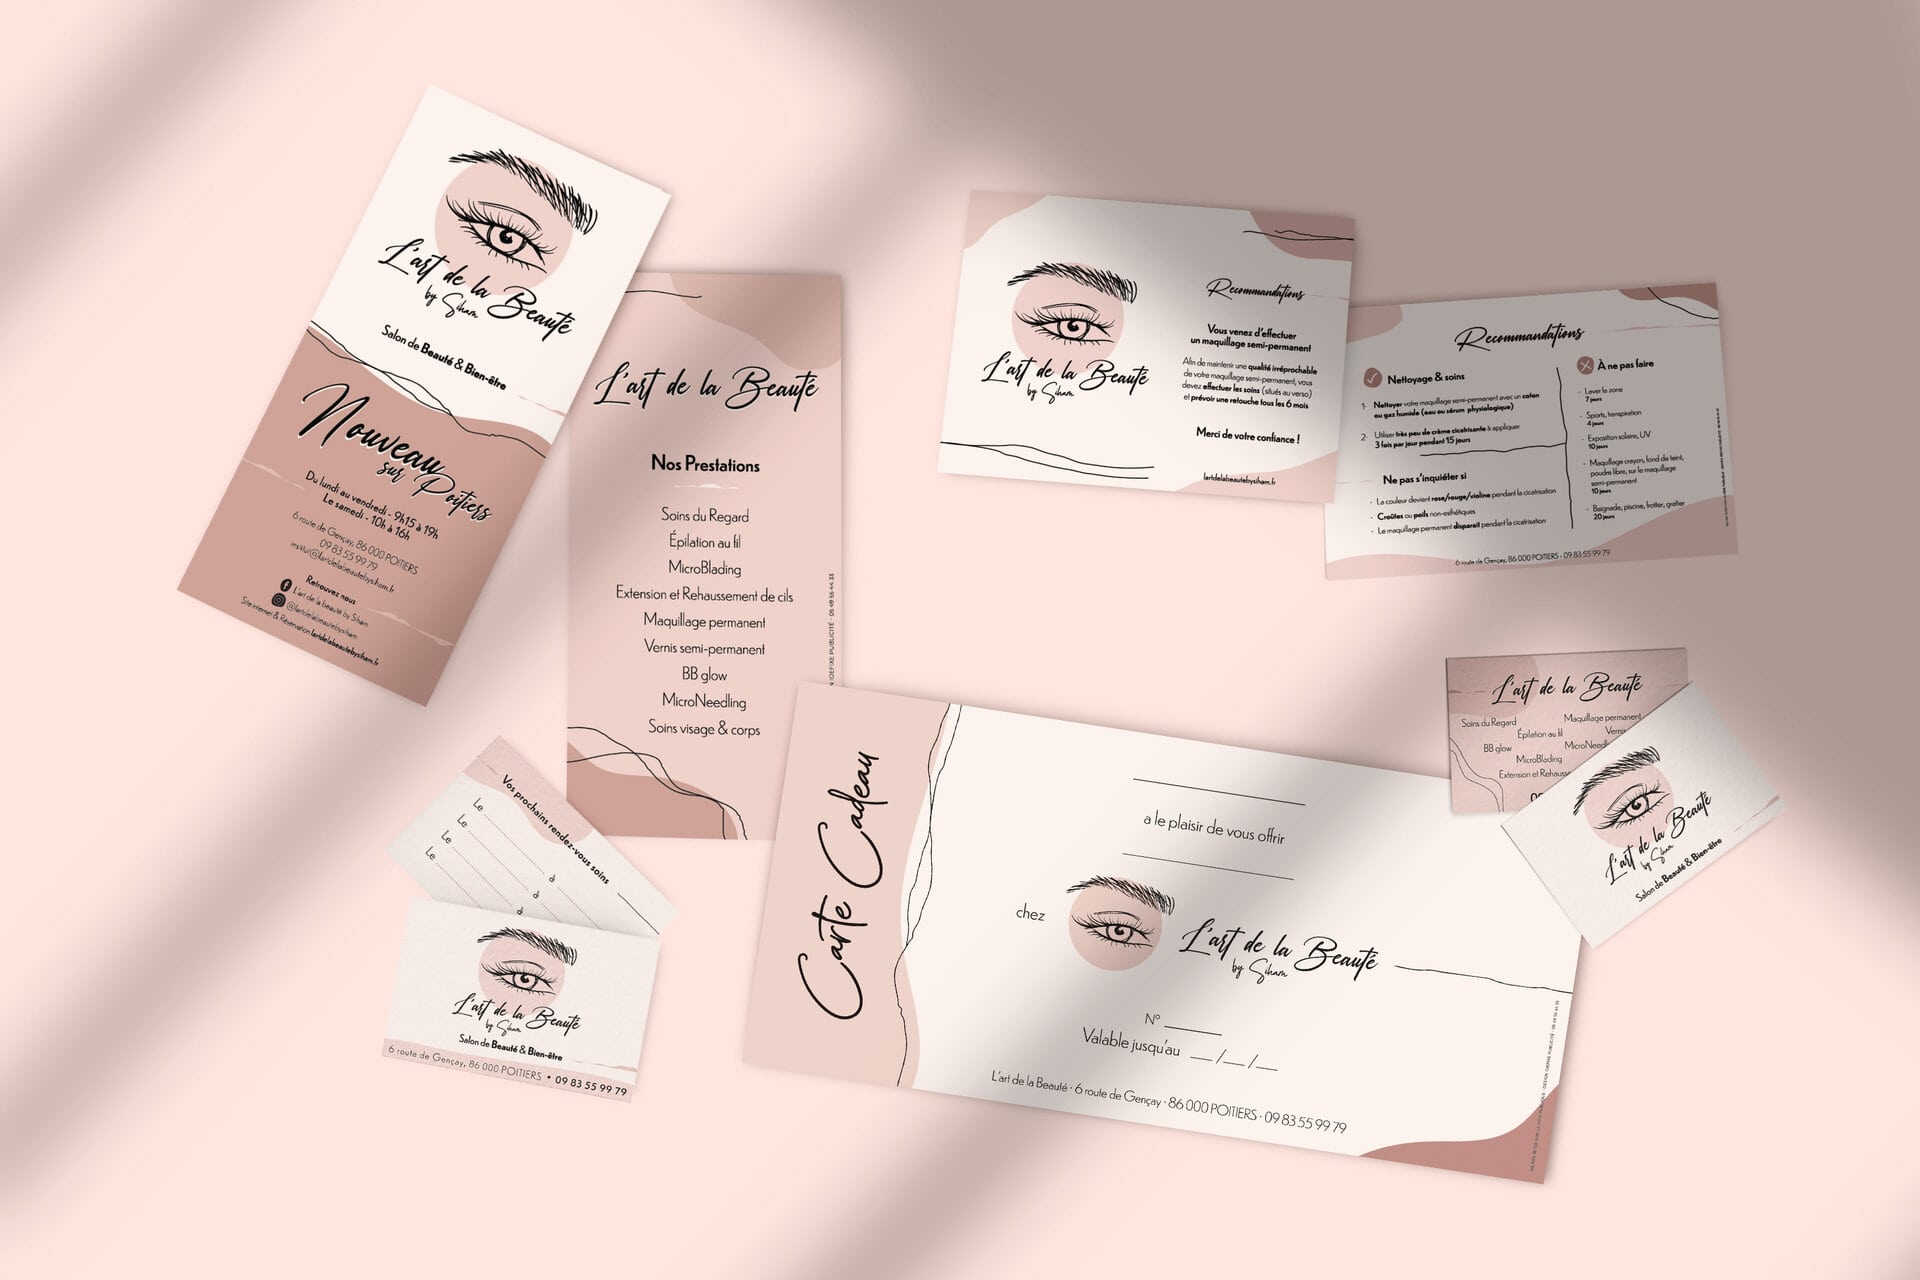 L'art de la Beauté
by Siham
Salon de Beauté & Bien-être
Nouveau
sur Poitiers
Du lundi au vendredi - 9h15 à 19h
Le samedi - 10h à 16h
6 route de Gençay, 86 000 POITIERS
09 83 55 99 79
institut@lartdelabeautebysiham.fr
Retrouvez nous
L'art de la beauté by Siham
@lartdelabeautebysiham
Site internet & Réservation lartdelabeautebysiham.fr
L'art de la Beauté
Nos Prestations
Soins du Regard
Épilation au fil
MicroBlading
Extension et Rehaussement de cils
Maquillage permanent
Vernis semi-permanent
BB glow
MicroNeedling
Soins visage & corps
PUBLICITÉ - 05 49 55 44 33
L'art de la Beauté
by Siham
Recommandations
Vous venez d'effectuer
un maquillage semi-permanent
Afin de maintenir une qualité irréprochable
de votre maquillage semi-permanent, vous
devez effectuer les soins (situés au verso)
et prévoir une retouche tous les 6 mois
Merci de votre confiance !
lartdelabeautebysiham.fr
Recommandations
Nettoyage & soins
1- Nettoyer votre maquillage semi-permanent avec un coton
ou gaz humide (eau ou sérum physiologique)
2- Utiliser très peu de crème cicatrisante à appliquer
3 fois par jour pendant 15 jours
Ne pas s'inquiéter si
· La couleur devient rose/rouge/violine pendant la cicatrisation
· Croûtes ou poils non-esthétiques
· Le maquillage permanent disparaît pendant la cicatrisation
À ne pas faire
· Laver la zone
7 jours
· Sports, transpiration
4 jours
· Exposition solaire, UV
10 jours
· Maquillage crayon, fond de teint,
poudre libre, sur le maquillage
semi-permanent
10 jours
· Baignade, piscine, frotter, gratter
20 jours
6 route de Gençay, 86 000 POITIERS - 09 83 55 99 79
Vos prochains rendez-vous soins
Le
Le à
Le à
Le
L'art de la Beauté
by Siham
Salon de Beauté & Bien-être
6 route de Gençay, 86 000 POITIERS • 09 83 55 99 79
Carte Cadeau
a le plaisir de vous offrir
chez
L'art de la Beauté
by Siham
N°
Valable jusqu'au __/__/__
L'art de la Beauté · 6 route de Gençay · 86 000 POITIERS · 09 83 55 99 79
L'art de la Beauté
Soins du Regard Maquillage permanent
Épilation au fil
BB glow
MicroBlading
Extension et
L'art de la Beauté
by Siham
Salon de Beauté & Bien-être